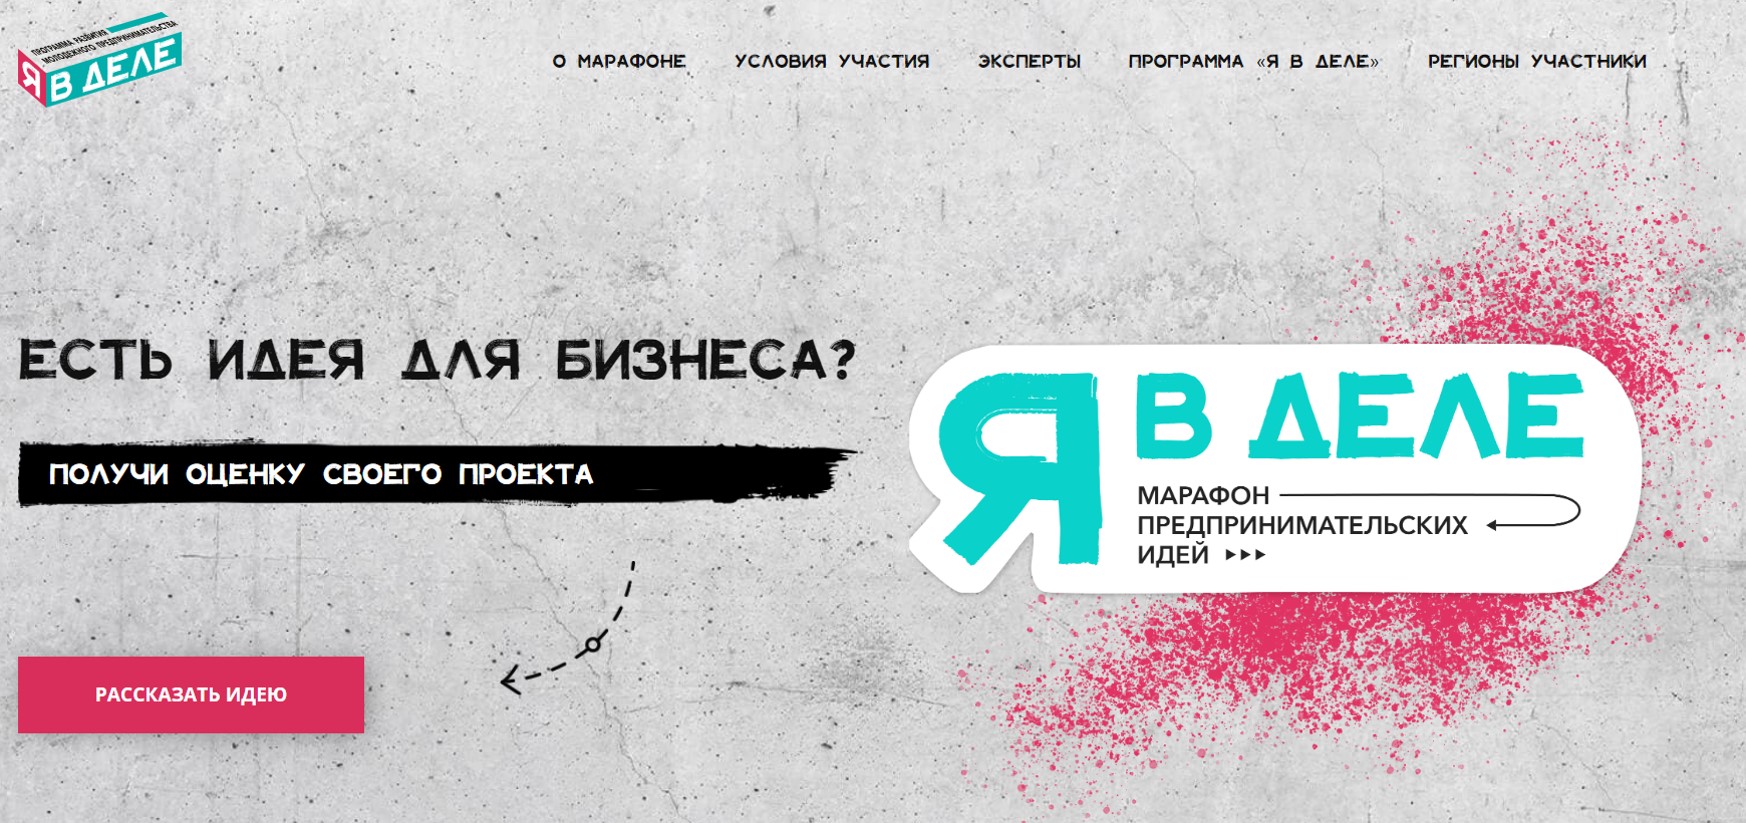 ПРОГРАММА РАЗВИТИЯ
МОЛОДЕЖНОГО ПРЕДПРИНИМАТЕЛЬСТВА
Я В ДЕЛЕ
О МАРАФОНЕ УСЛОВИЯ УЧАСТИЯ ЭКСПЕРТЫ ПРОГРАММА «Я В ДЕЛЕ» РЕГИОНЫ УЧАСТНИКИ
ЕСТЬ ИДЕЯ ДЛЯ БИЗНЕСА?
ПОЛУЧИ ОЦЕНКУ СВОЕГО ПРОЕКТА
РАССКАЗАТЬ ИДЕЮ
Я В ДЕЛЕ
МАРАФОН
ПРЕДПРИНИМАТЕЛЬСКИХ
ИДЕЙ